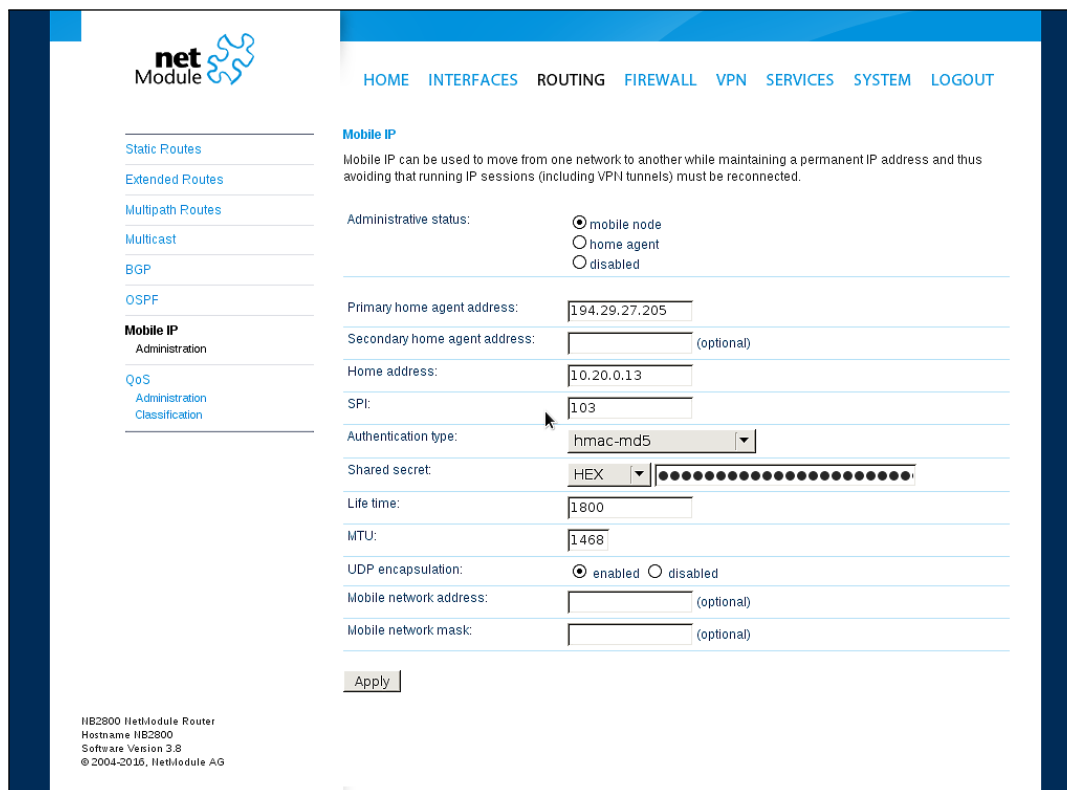 net
Module
HOME INTERFACES ROUTING FIREWALL VPN SERVICES SYSTEM LOGOUT
Static Routes
Extended Routes
Multipath Routes
Multicast
BGP
OSPF
Mobile IP
Administration
QoS
Administration
Classification
Mobile IP
Mobile IP can be used to move from one network to another while maintaining a permanent IP address and thus
avoiding that running IP sessions (including VPN tunnels) must be reconnected.
Administrative status:
mobile node
home agent
disabled
Primary home agent address: 194.29.27.205
Secondary home agent address: (optional)
Home address: 10.20.0.13
SPI: 103
Authentication type: hmac-md5
Shared secret: HEX ●●●●●●●●●●●●●●●●●●●●●●
Life time: 1800
MTU: 1468
UDP encapsulation: enabled disabled
Mobile network address: (optional)
Mobile network mask: (optional)
Apply
NB2800 NetModule Router
Hostname NB2800
Software Version 3.8
© 2004-2016, NetModule AG